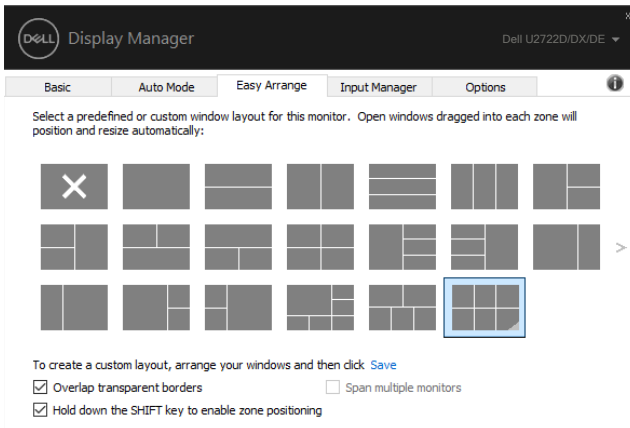 DELL Display Manager Dell U2722D/DX/DE
Basic Auto Mode Easy Arrange Input Manager Options
Select a predefined or custom window layout for this monitor. Open windows dragged into each zone will
position and resize automatically:
To create a custom layout, arrange your windows and then click Save
Overlap transparent borders Span multiple monitors
Hold down the SHIFT key to enable zone positioning